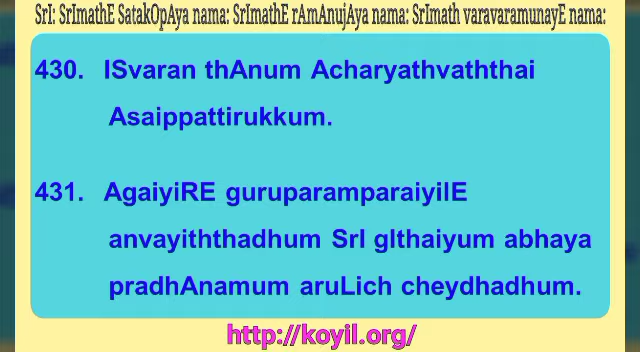 SrI: SrImathE SatakOpAya nama: SrImathE rAmAnujAya nama: SrImath varavaramunayE nama:
430. ISvaran thAnum Acharyathvaththai
Asaippattirukkum.
431. AgaiyiRE guruparamparaiyilE
anvayiththadhum SrI gIthaiyum abhaya
pradhAnamum aruLich cheydhadhum.
http://koyil.org/